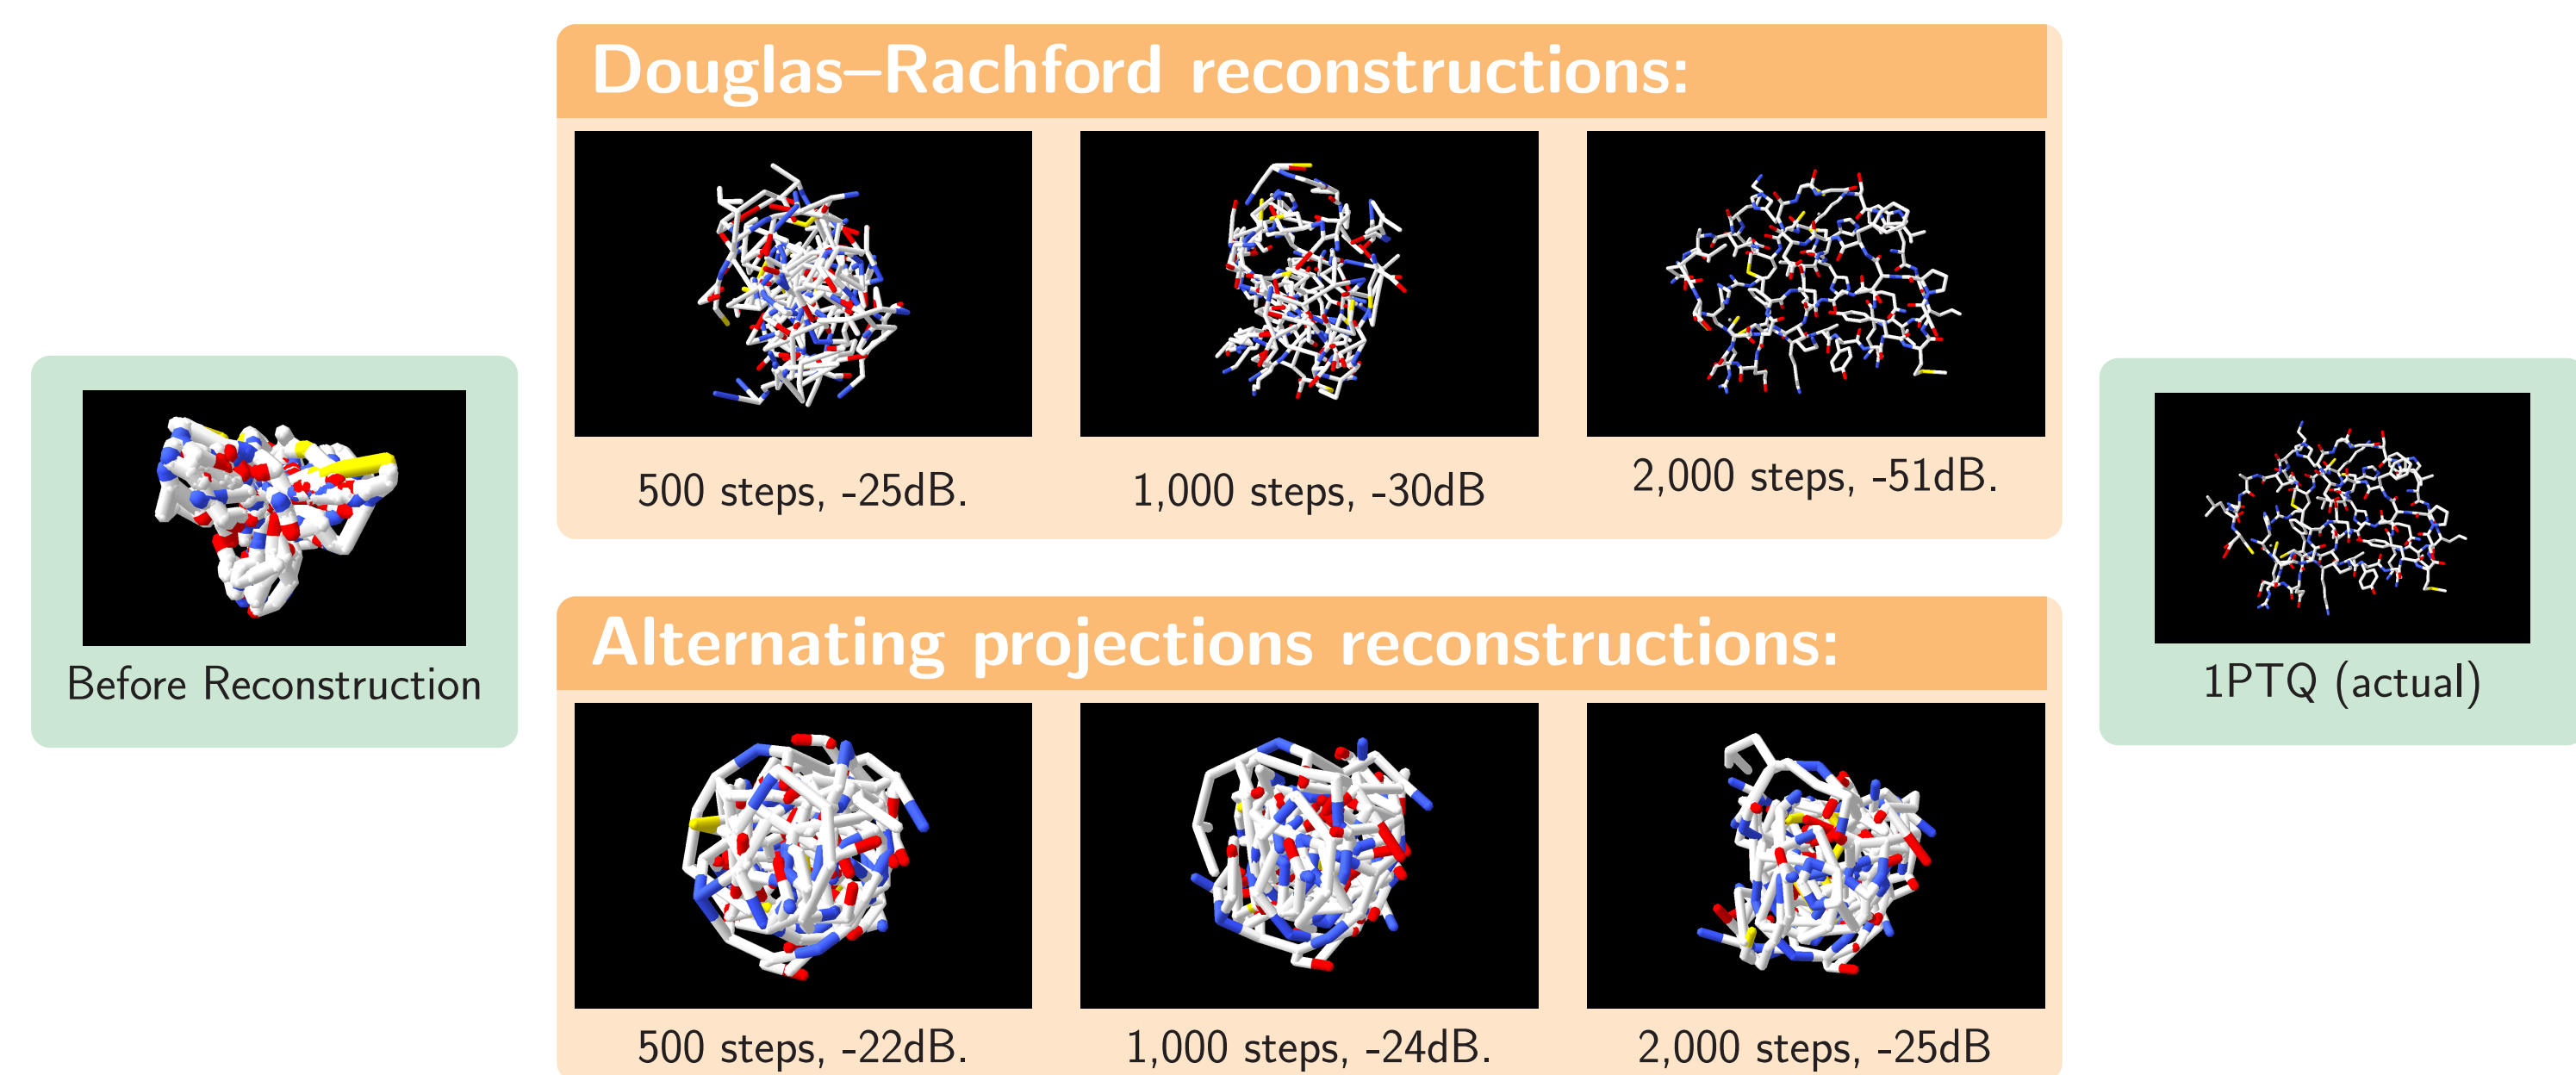 Douglas–Rachford reconstructions:
500 steps, -25dB.
1,000 steps, -30dB
2,000 steps, -51dB.
Before Reconstruction
1PTQ (actual)
Alternating projections reconstructions:
500 steps, -22dB.
1,000 steps, -24dB.
2,000 steps, -25dB